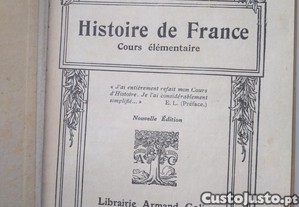 Histoire de France
Cours élémentaire
« J'ai entièrement refait mon Cours
d'Histoire. Je l'ai considérablement
simplifié... » E. L. (Préface.)
Nouvelle Édition
Librairie Armand
CustoJusto.pt